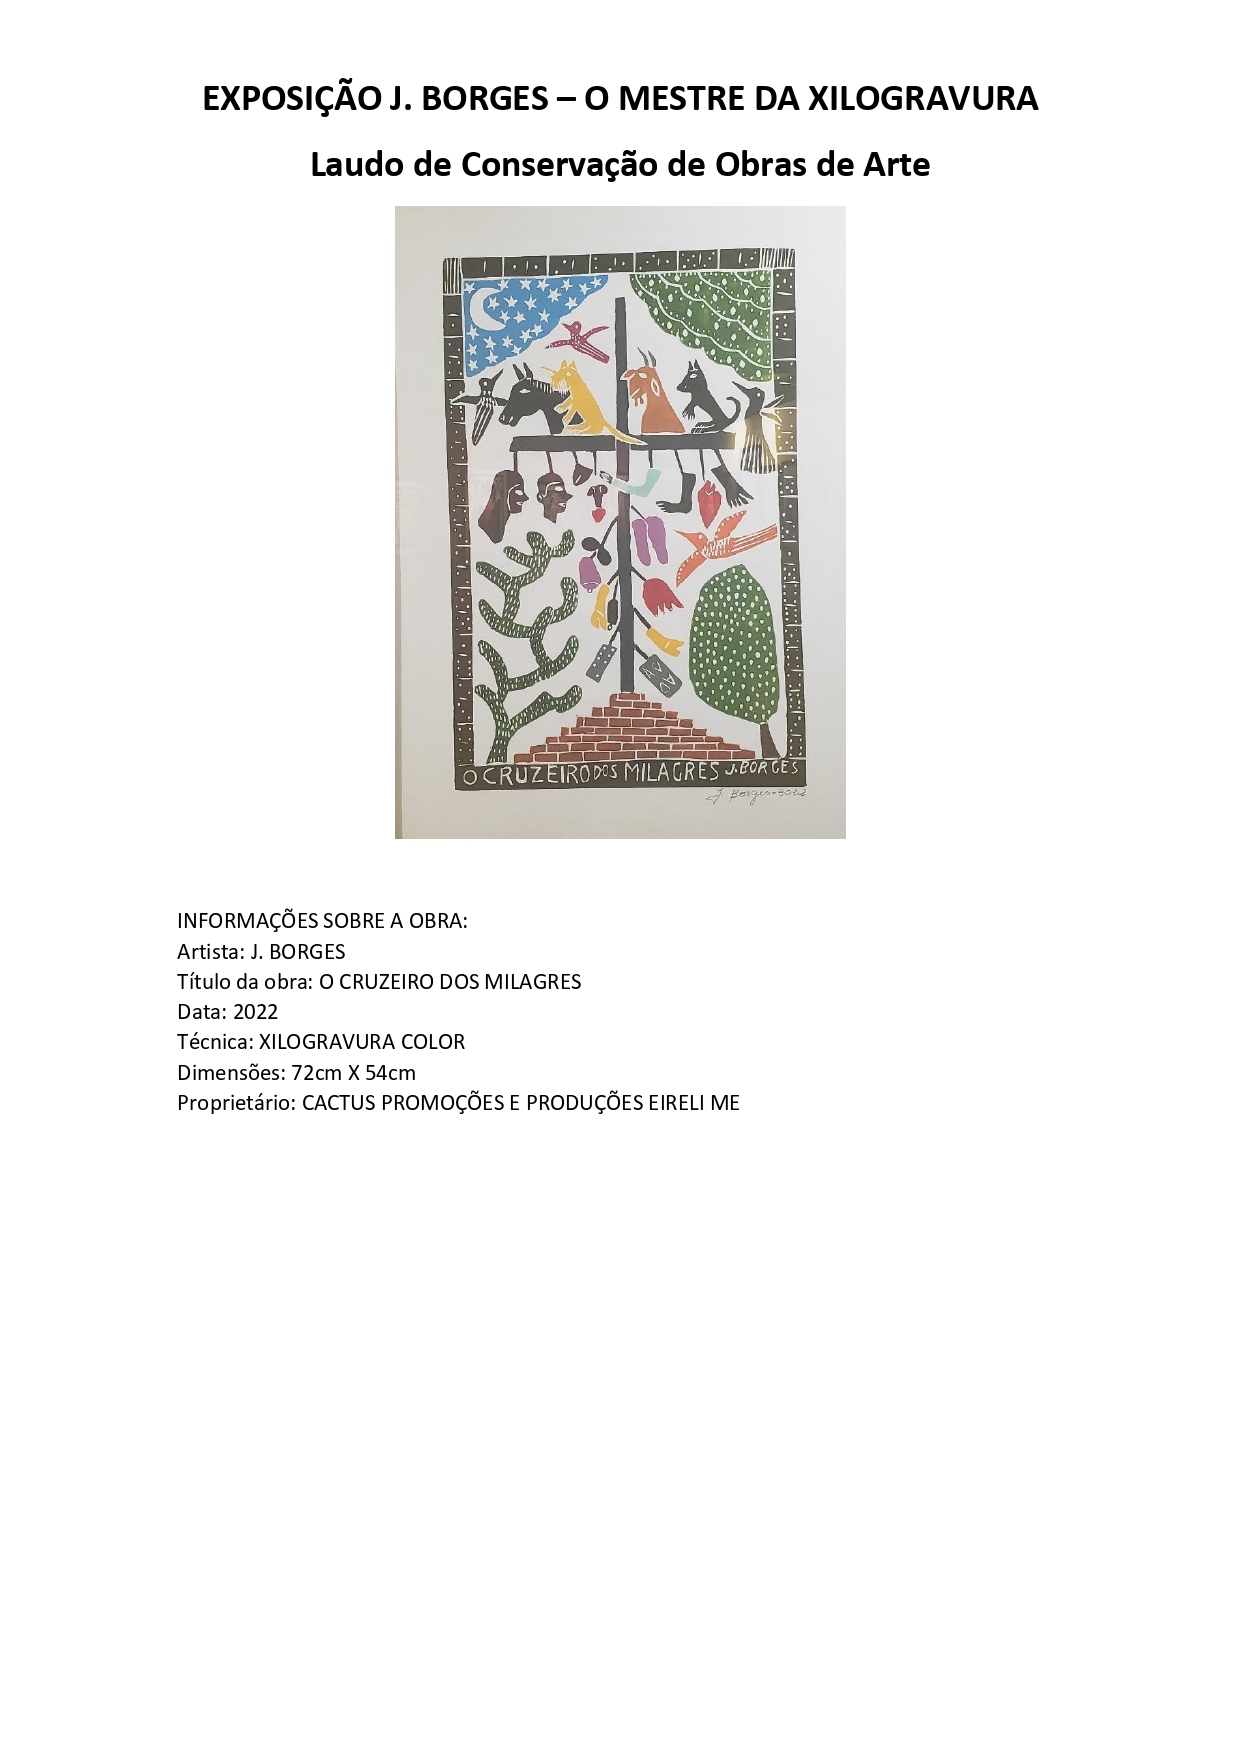 EXPOSIÇÃO J. BORGES – O MESTRE DA XILOGRAVURA
Laudo de Conservação de Obras de Arte
O CRUZEIRO DOS MILAGRES J. BORGES
J. Borges-2022
INFORMAÇÕES SOBRE A OBRA:
Artista: J. BORGES
Título da obra: O CRUZEIRO DOS MILAGRES
Data: 2022
Técnica: XILOGRAVURA COLOR
Dimensões: 72cm X 54cm
Proprietário: CACTUS PROMOÇÕES E PRODUÇÕES EIRELI ME